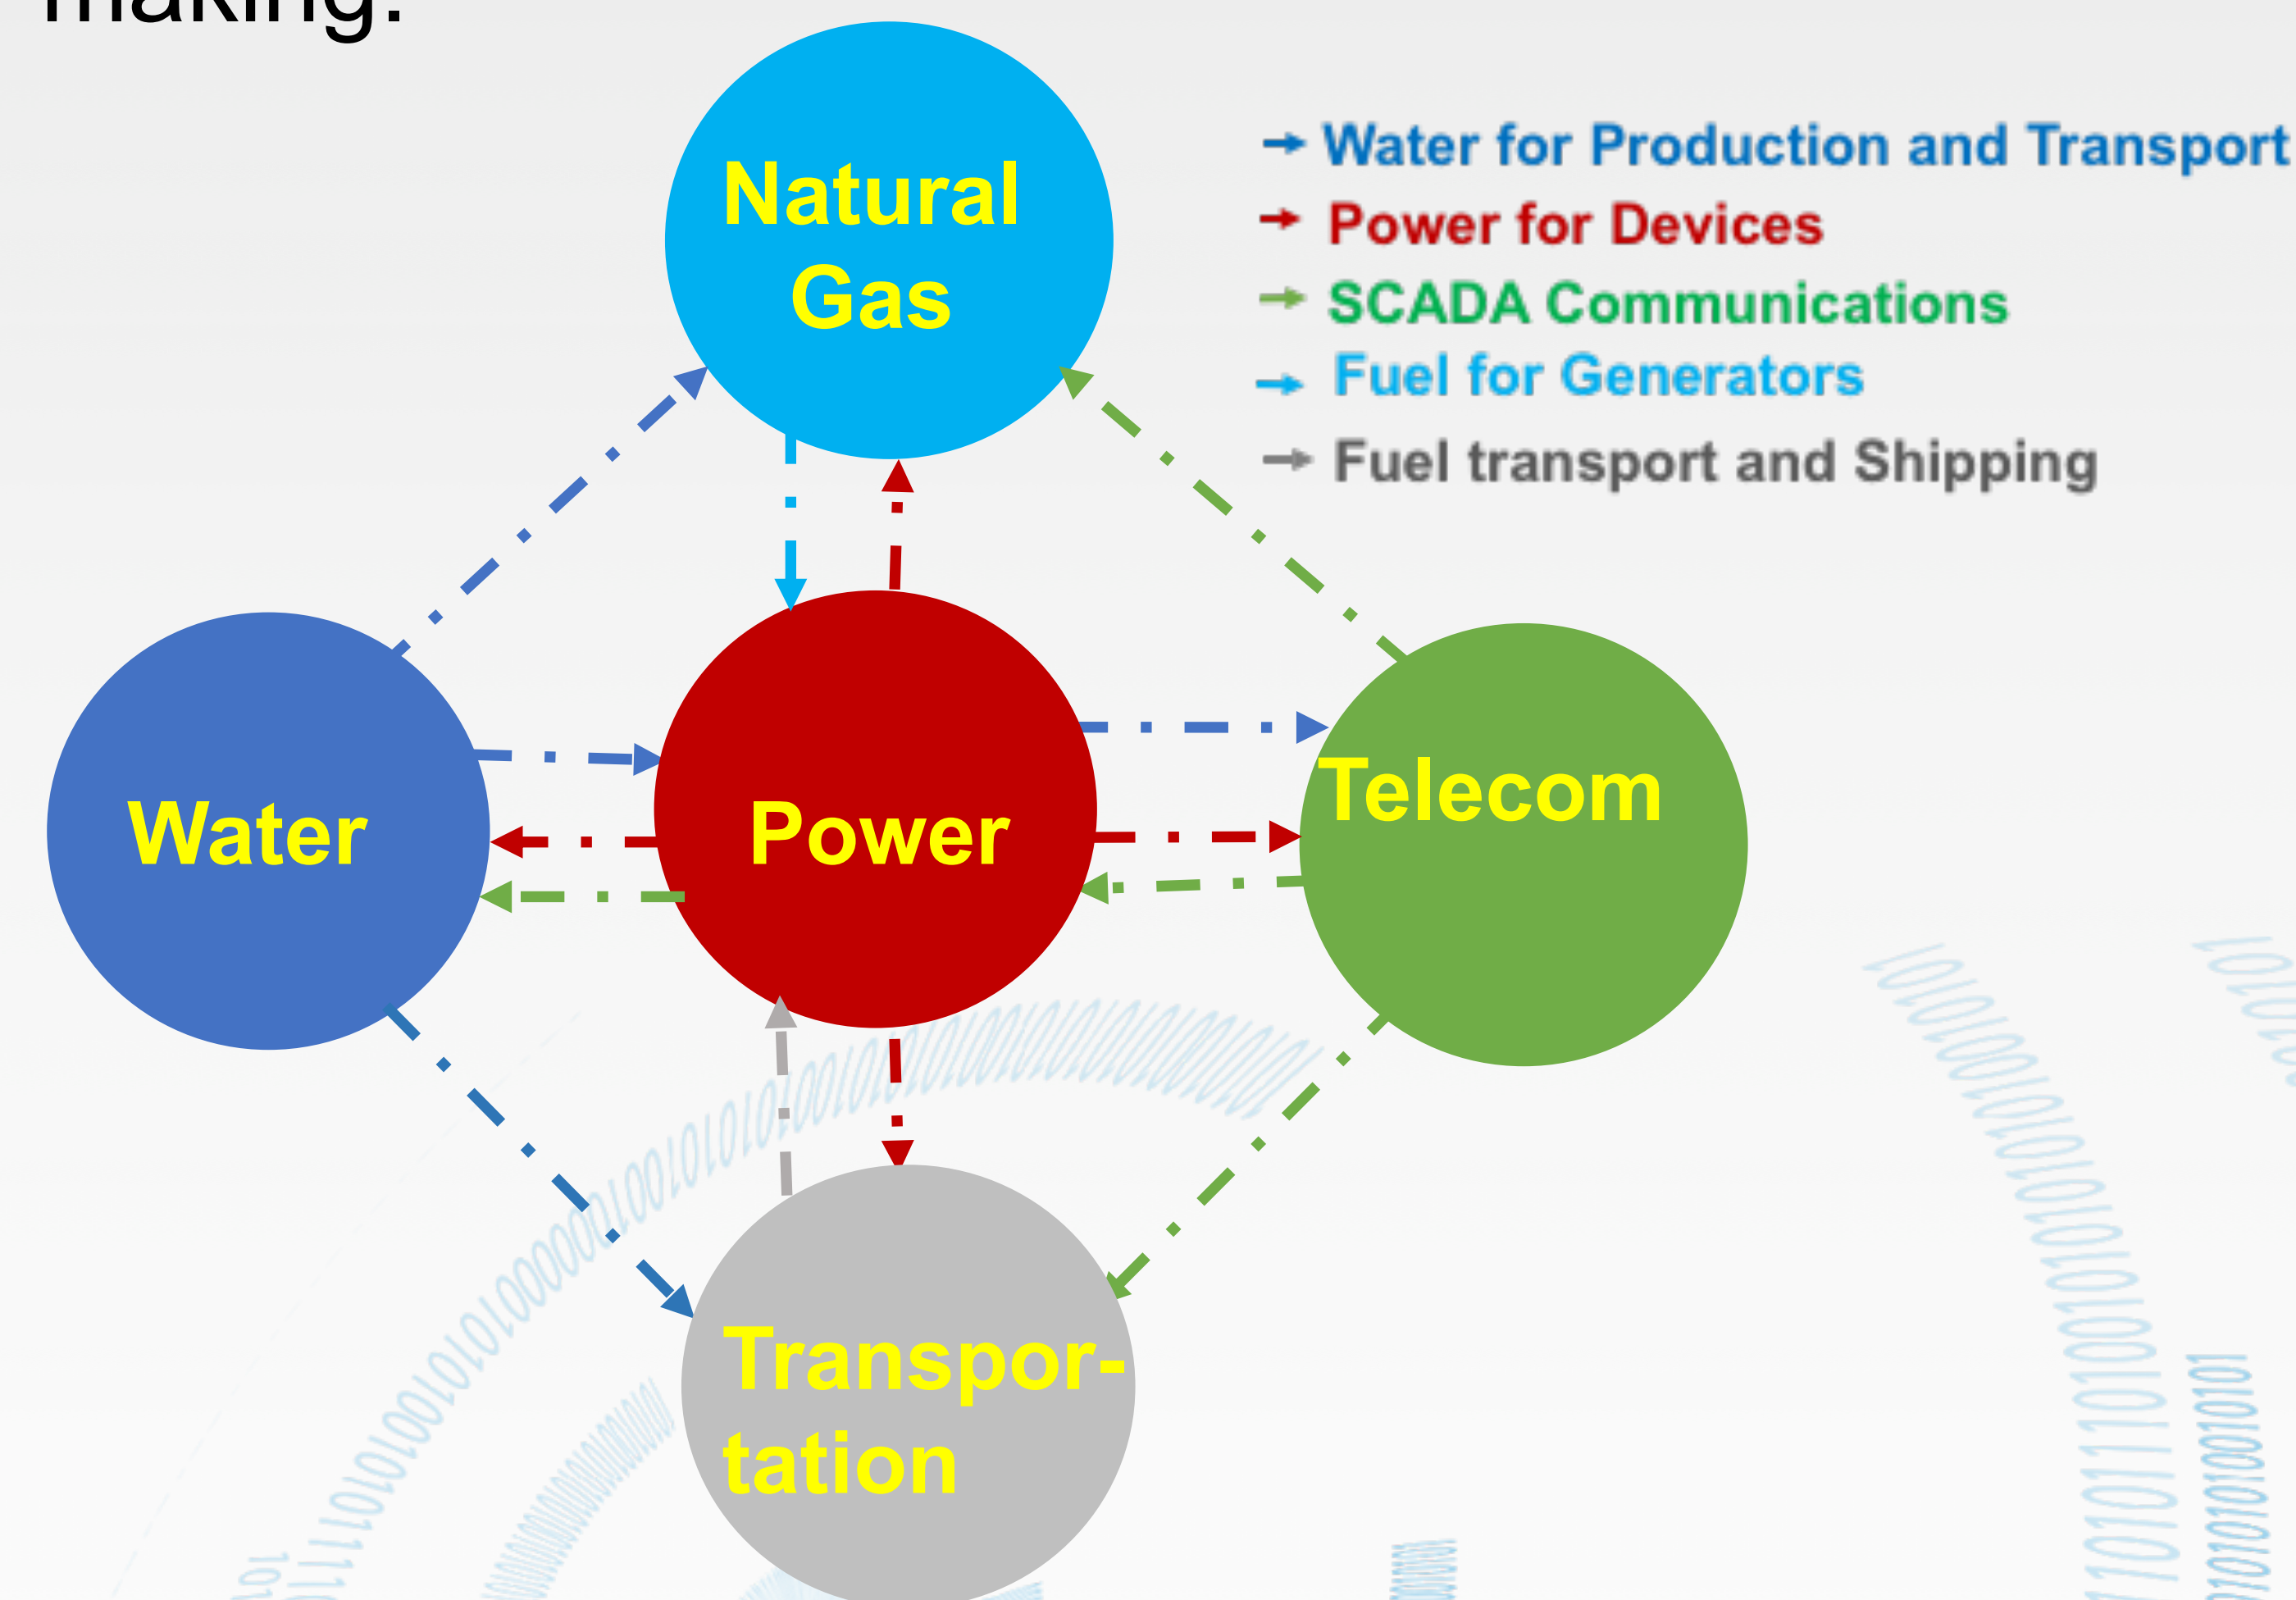 making.
Natural
Gas
Water for Production and Transport
Power for Devices
SCADA Communications
Fuel for Generators
Fuel transport and Shipping
Water
Power
Telecom
Transpor-
tation